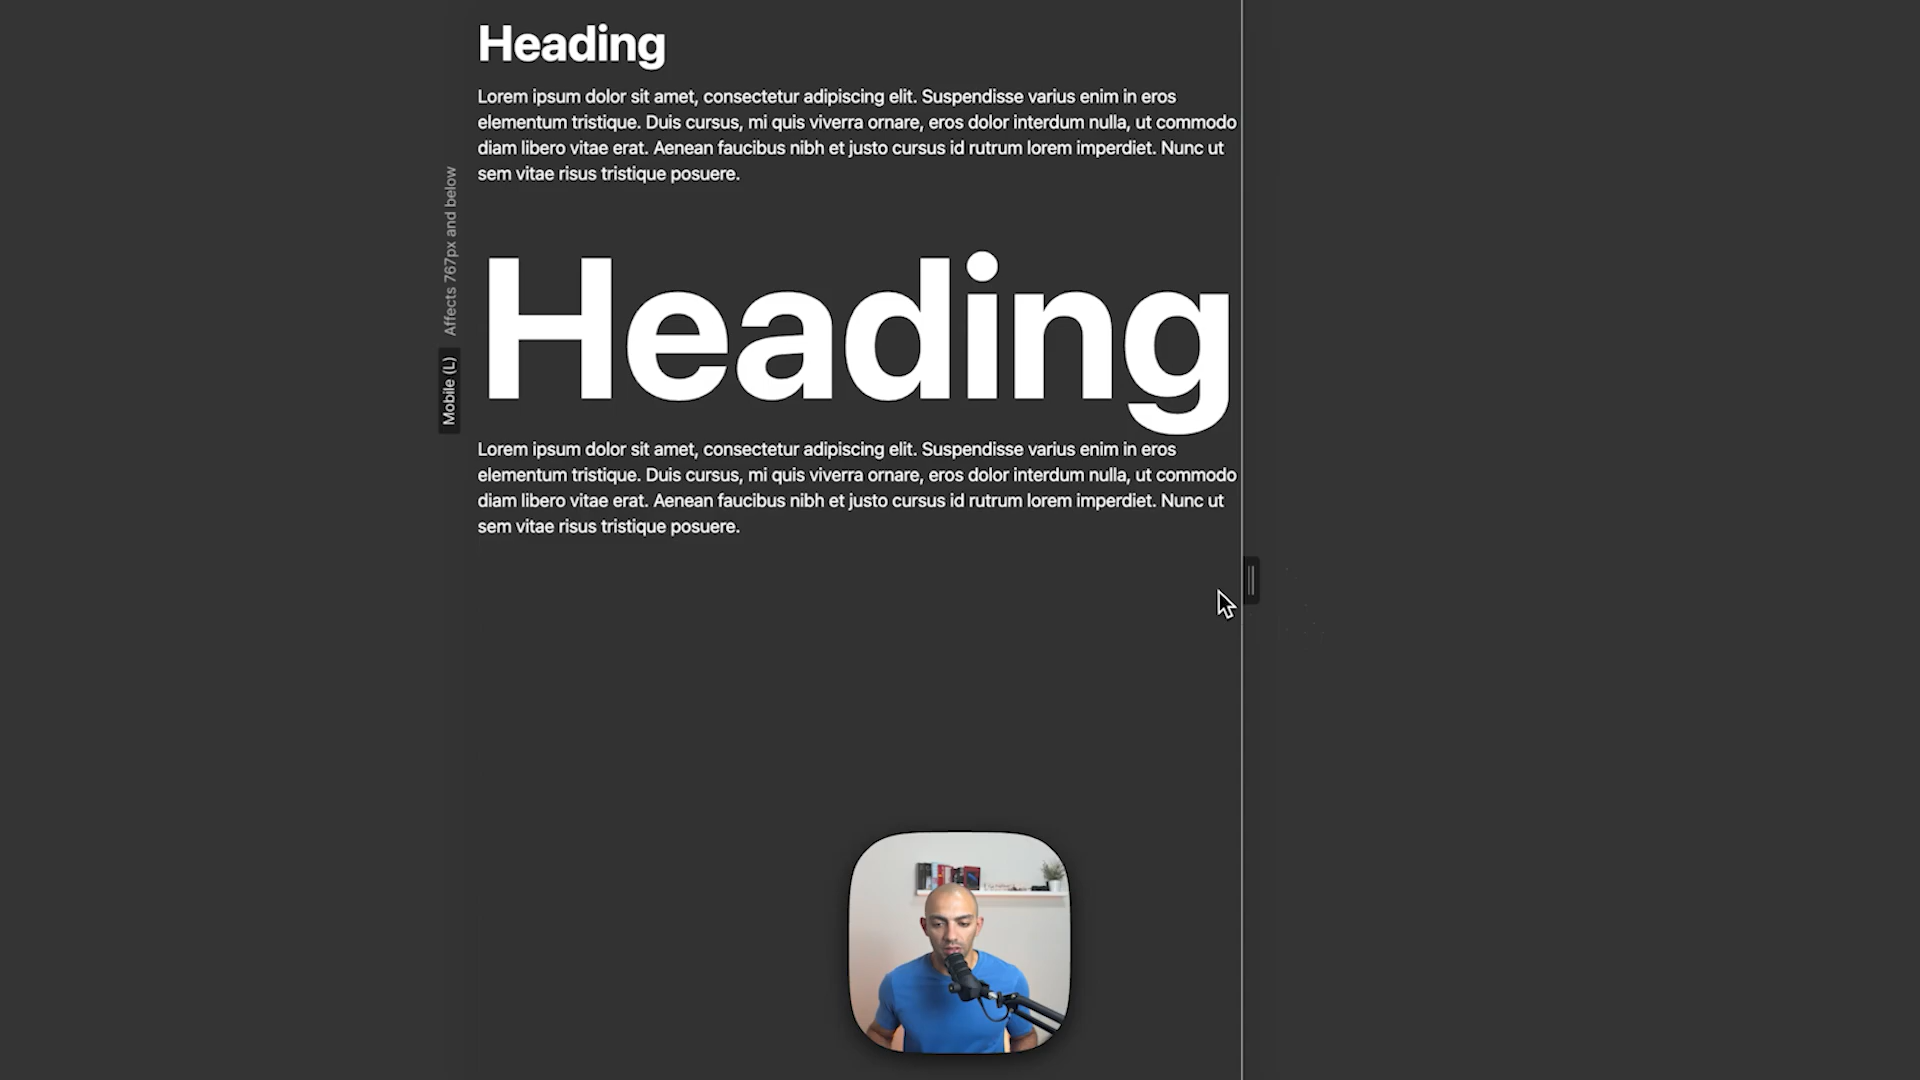 Heading
Lorem ipsum dolor sit amet, consectetur adipiscing elit. Suspendisse varius enim in eros
elementum tristique. Duis cursus, mi quis viverra ornare, eros dolor interdum nulla, ut commodo
diam libero vitae erat. Aenean faucibus nibh et justo cursus id rutrum lorem imperdiet. Nunc ut
sem vitae risus tristique posuere.
Mobile (L) Affects 767px and below
Heading
Lorem ipsum dolor sit amet, consectetur adipiscing elit. Suspendisse varius enim in eros
elementum tristique. Duis cursus, mi quis viverra ornare, eros dolor interdum nulla, ut commodo
diam libero vitae erat. Aenean faucibus nibh et justo cursus id rutrum lorem imperdiet. Nunc ut
sem vitae risus tristique posuere.